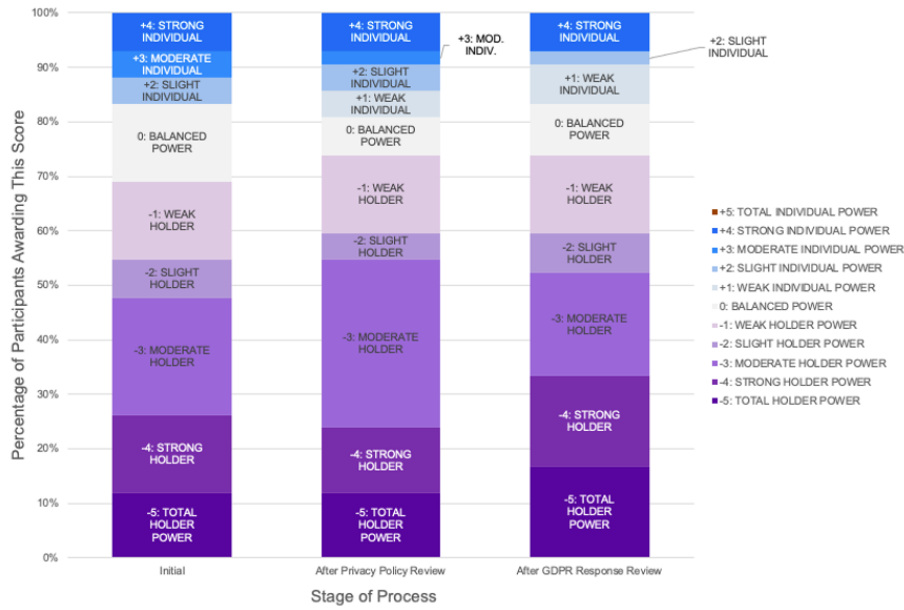 100%
90%
80%
70%
60%
50%
40%
30%
20%
10%
0%
Percentage of Participants Awarding This Score
+4: STRONG
INDIVIDUAL
+3: MODERATE
INDIVIDUAL
+2: SLIGHT
INDIVIDUAL
0: BALANCED
POWER
-1: WEAK
HOLDER
-2: SLIGHT
HOLDER
-3: MODERATE
HOLDER
-4: STRONG
HOLDER
-5: TOTAL
HOLDER
POWER
+4: STRONG
INDIVIDUAL
+3: MOD.
INDIV.
+2: SLIGHT
INDIVIDUAL
+1: WEAK
INDIVIDUAL
0: BALANCED
POWER
-1: WEAK
HOLDER
-2: SLIGHT
HOLDER
-3: MODERATE
HOLDER
-4: STRONG
HOLDER
-5: TOTAL
HOLDER
POWER
+4: STRONG
INDIVIDUAL
+2: SLIGHT
INDIVIDUAL
+1: WEAK
INDIVIDUAL
0: BALANCED
POWER
-1: WEAK
HOLDER
-2: SLIGHT
HOLDER
-3: MODERATE
HOLDER
-4: STRONG
HOLDER
-5: TOTAL
HOLDER
POWER
Initial
After Privacy Policy Review
After GDPR Response Review
Stage of Process
+5: TOTAL INDIVIDUAL POWER
+4: STRONG INDIVIDUAL POWER
+3: MODERATE INDIVIDUAL POWER
+2: SLIGHT INDIVIDUAL POWER
+1: WEAK INDIVIDUAL POWER
0: BALANCED POWER
-1: WEAK HOLDER POWER
-2: SLIGHT HOLDER POWER
-3: MODERATE HOLDER POWER
-4: STRONG HOLDER POWER
-5: TOTAL HOLDER POWER